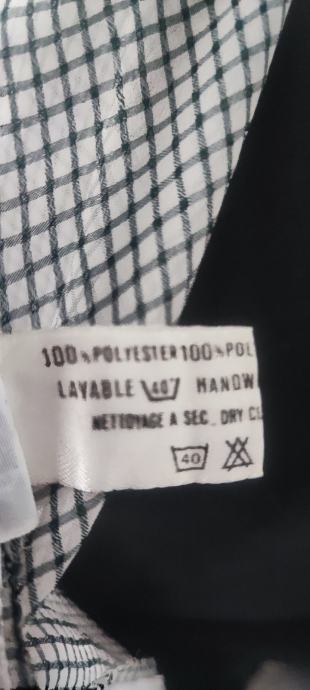 100%POLYESTER 100%POL
LAVABLE 40 HANDW
NETTOYAGE A SEC. DRY CL
40